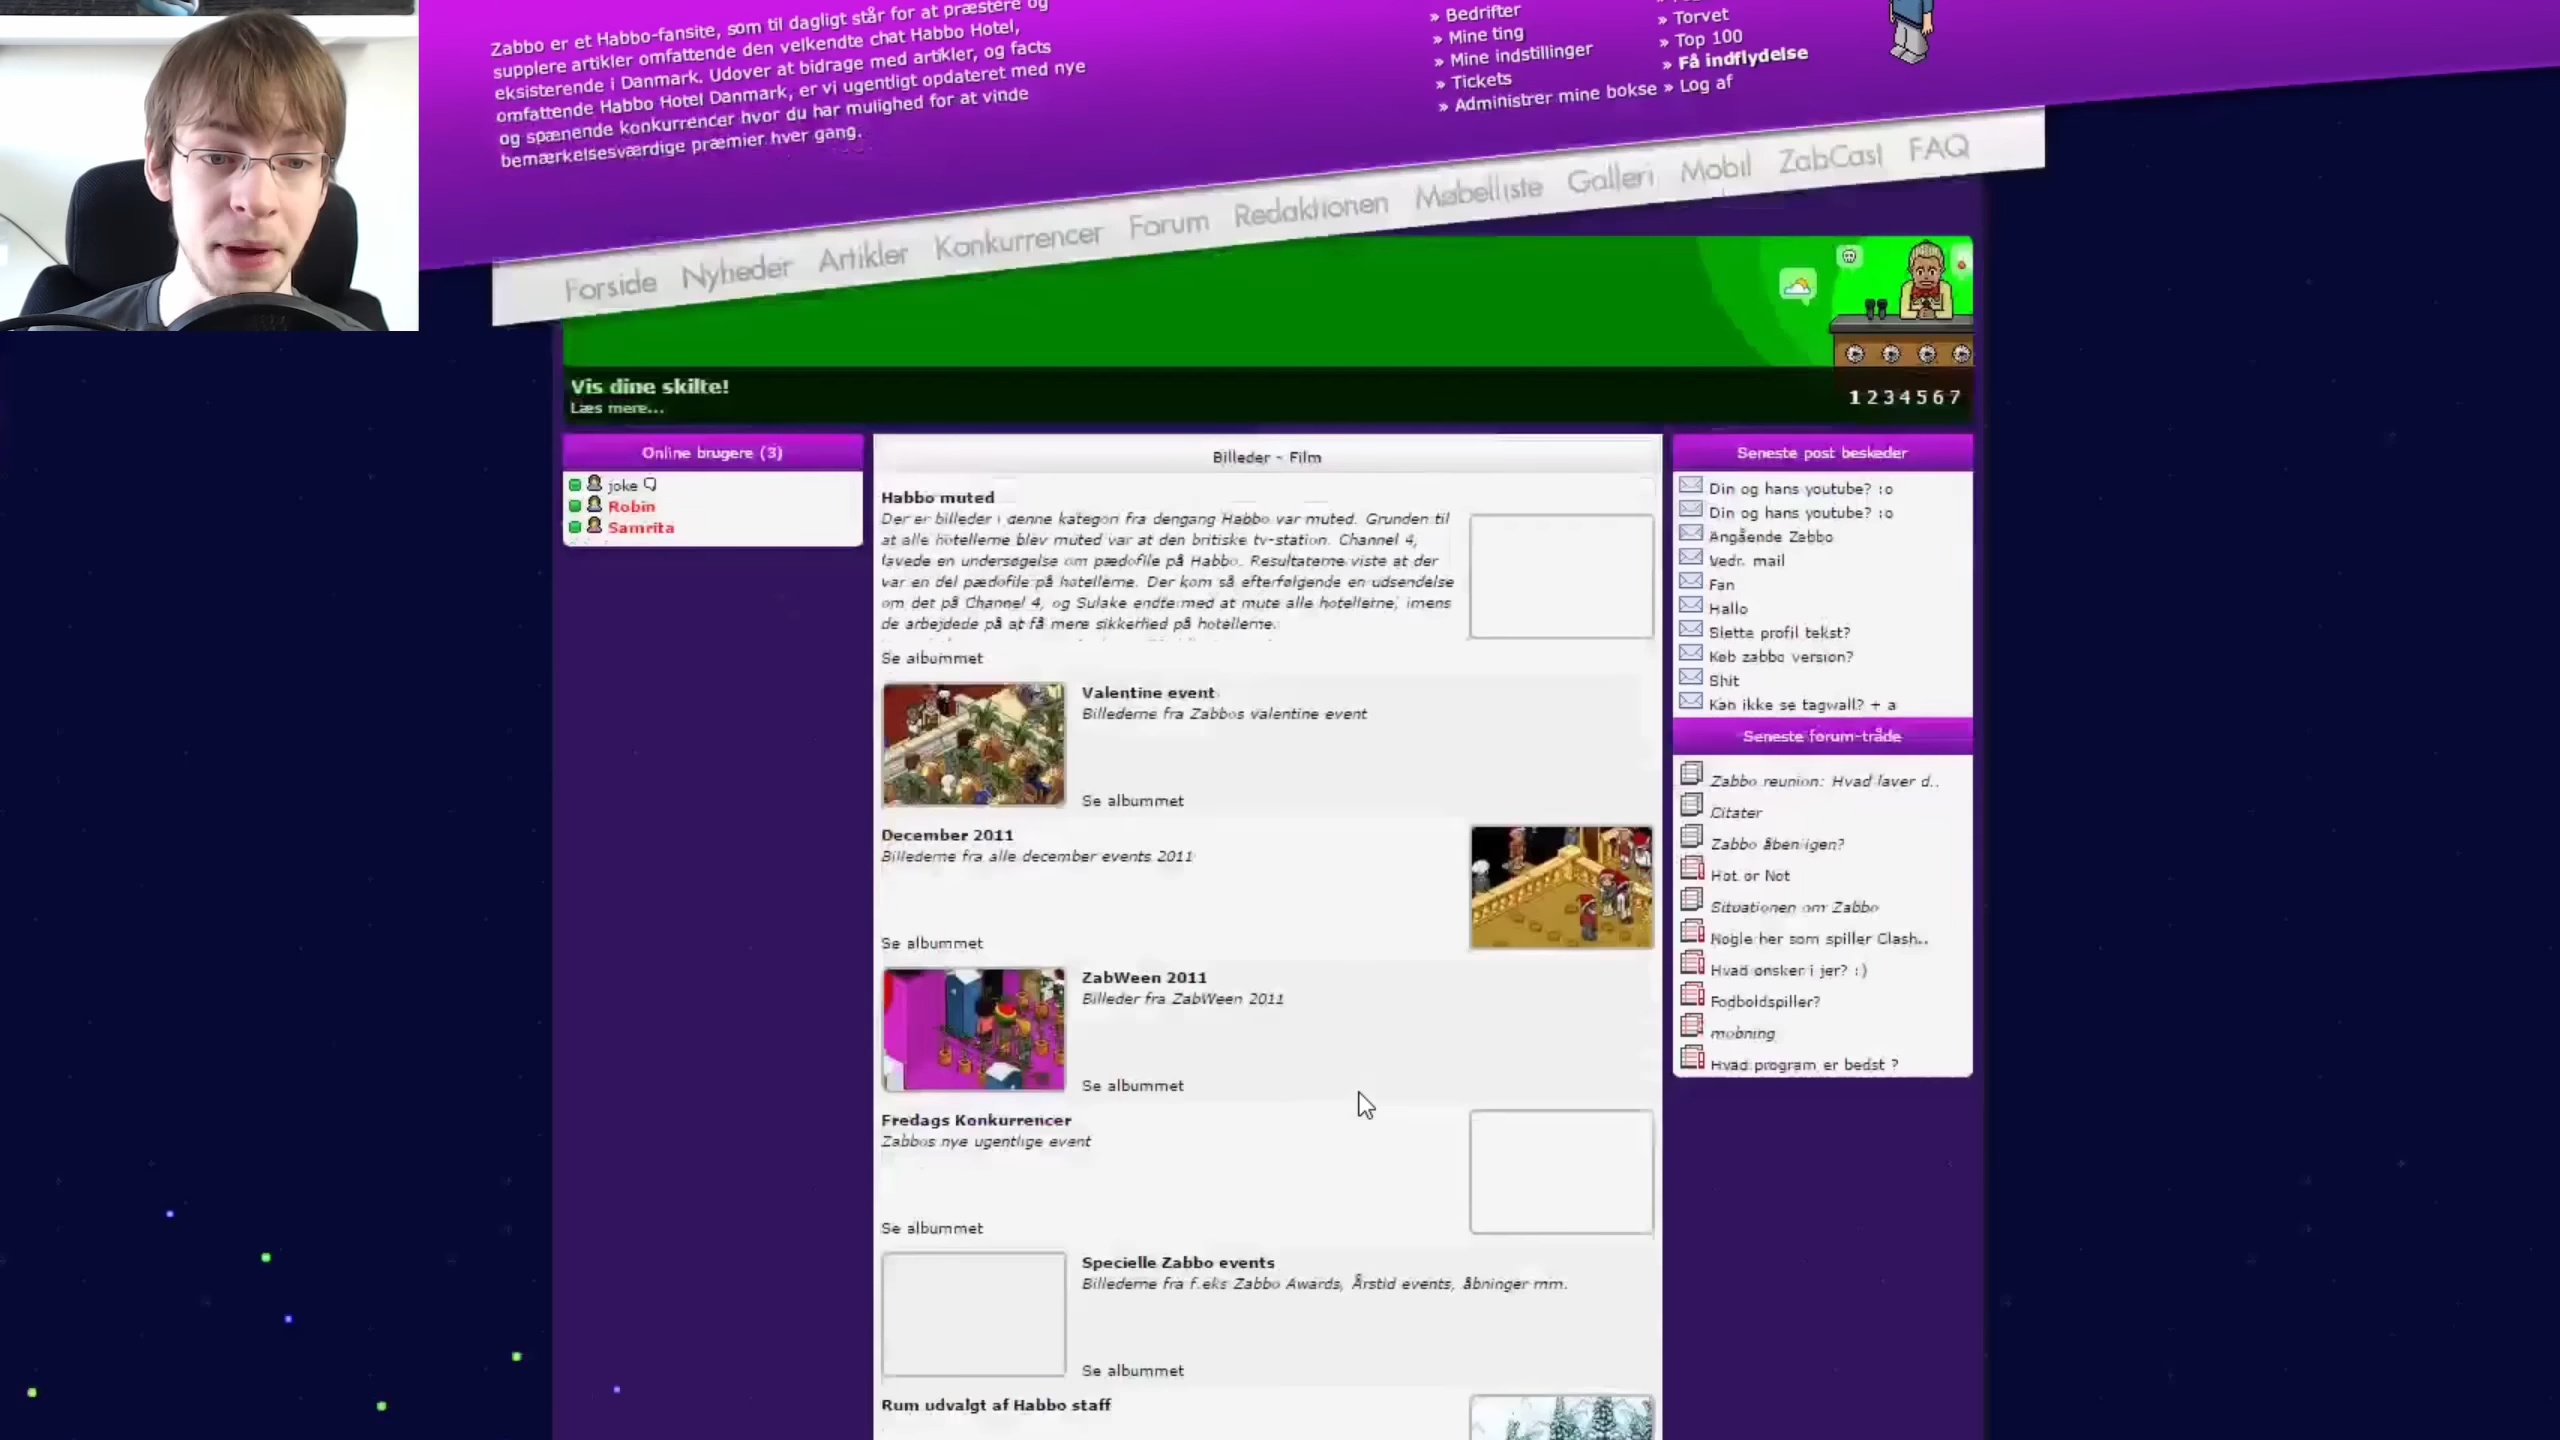 Zabbo er et Habbo-fansite, som til dagligt står for at præstere og
supplere artikler omfattende den velkendte chat Habbo Hotel,
eksisterende i Danmark. Udover at bidrage med artikler, og facts
omfattende Habbo Hotel Danmark, er vi ugentligt opdateret med nye
og spænende konkurrencer hvor du har mulighed for at vinde
bemærkelsesværdige præmier hver gang.
» Bedrifter
» Mine ting
» Mine indstillinger
» Tickets
» Administrer mine bokse
» Torvet
» Top 100
» Få indflydelse
» Log af
Forside Nyheder Artikler Konkurrencer Forum Redaktionen Møbelliste Galleri Mobil ZabCast FAQ
Vis dine skilte!
Læs mere...
1 2 3 4 5 6 7
Online brugere (3)
joke
Robin
Samrita
Billeder - Film
Habbo muted
Der er billeder i denne kategori fra dengang Habbo var muted. Grunden til
at alle hotellerne blev muted var at den britiske tv-station. Channel 4,
lavede en undersøgelse om pædofile på Habbo. Resultaterne viste at der
var en del pædofile på hotellerne. Der kom så efterfølgende en udsendelse
om det på Channel 4, og Sulake endte med at mute alle hotellerne, imens
de arbejdede på at få mere sikkerhed på hotellerne.
Se albummet
Valentine event
Billederne fra Zabbos valentine event
Se albummet
December 2011
Billederne fra alle december events 2011
Se albummet
ZabWeen 2011
Billeder fra ZabWeen 2011
Se albummet
Fredags Konkurrencer
Zabbos nye ugentlige event
Se albummet
Specielle Zabbo events
Billederne fra f.eks Zabbo Awards, Årstid events, åbninger mm.
Se albummet
Rum udvalgt af Habbo staff
Seneste post beskeder
Din og hans youtube? :o
Din og hans youtube? :o
Angående Zabbo
Vedr. mail
Fan
Hallo
Slette profil tekst?
Køb zabbo version?
Shit
Kan ikke se tagwall? + a
Seneste forum-tråde
Zabbo reunion: Hvad laver d..
Citater
Zabbo åben igen?
Hot or Not
Situationen om Zabbo
Nogle her som spiller Clash..
Hvad ønsker i jer? :)
Fodboldspiller?
mobning
Hvad program er bedst ?